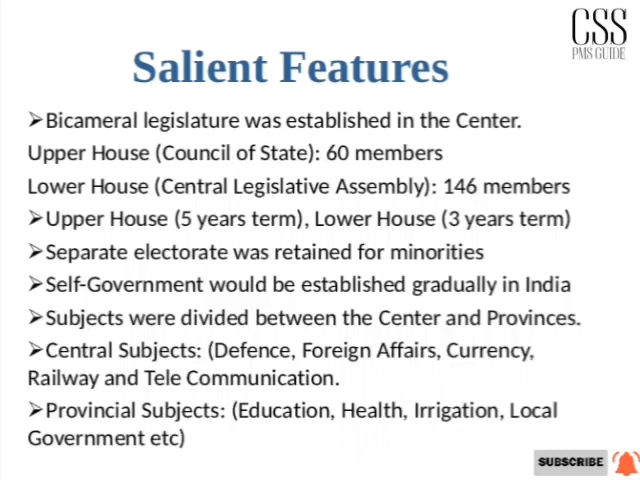 CSS
PMS GUIDE
Salient Features
➢Bicameral legislature was established in the Center.
Upper House (Council of State): 60 members
Lower House (Central Legislative Assembly): 146 members
➢Upper House (5 years term), Lower House (3 years term)
➢Separate electorate was retained for minorities
➢Self-Government would be established gradually in India
➢Subjects were divided between the Center and Provinces.
➢Central Subjects: (Defence, Foreign Affairs, Currency,
Railway and Tele Communication.
➢Provincial Subjects: (Education, Health, Irrigation, Local
Government etc)
SUBSCRIBE